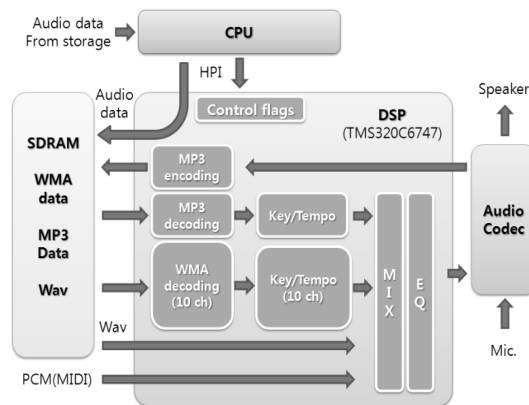 Audio data
From storage
CPU
HPI
Audio
data
Control flags
DSP
(TMS320C6747)
Speaker
SDRAM
WMA
data
MP3
Data
Wav
MP3
encoding
MP3
decoding
Key/Tempo
WMA
decoding
(10 ch)
Key/Tempo
(10 ch)
MIX
EQ
Audio
Codec
Wav
PCM(MIDI)
Mic.